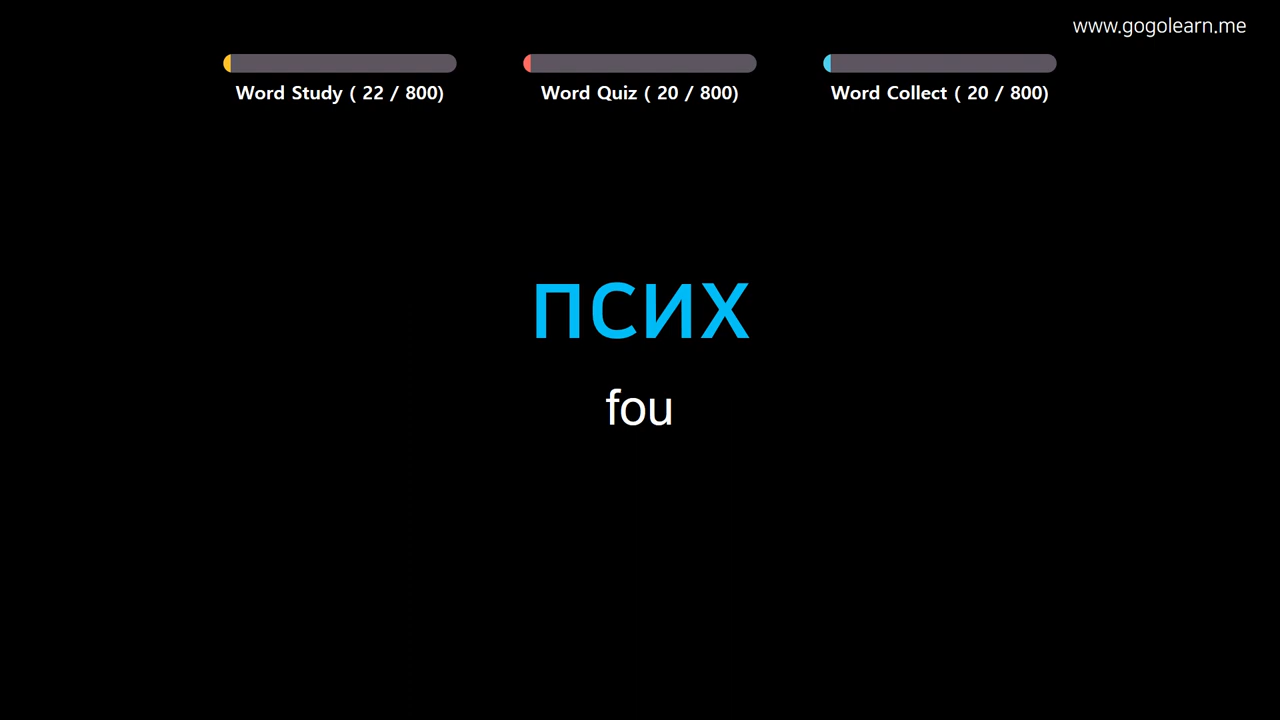 www.gogolearn.me
Word Study ( 22 / 800)
Word Quiz ( 20 / 800)
Word Collect ( 20 / 800)
псих
fou